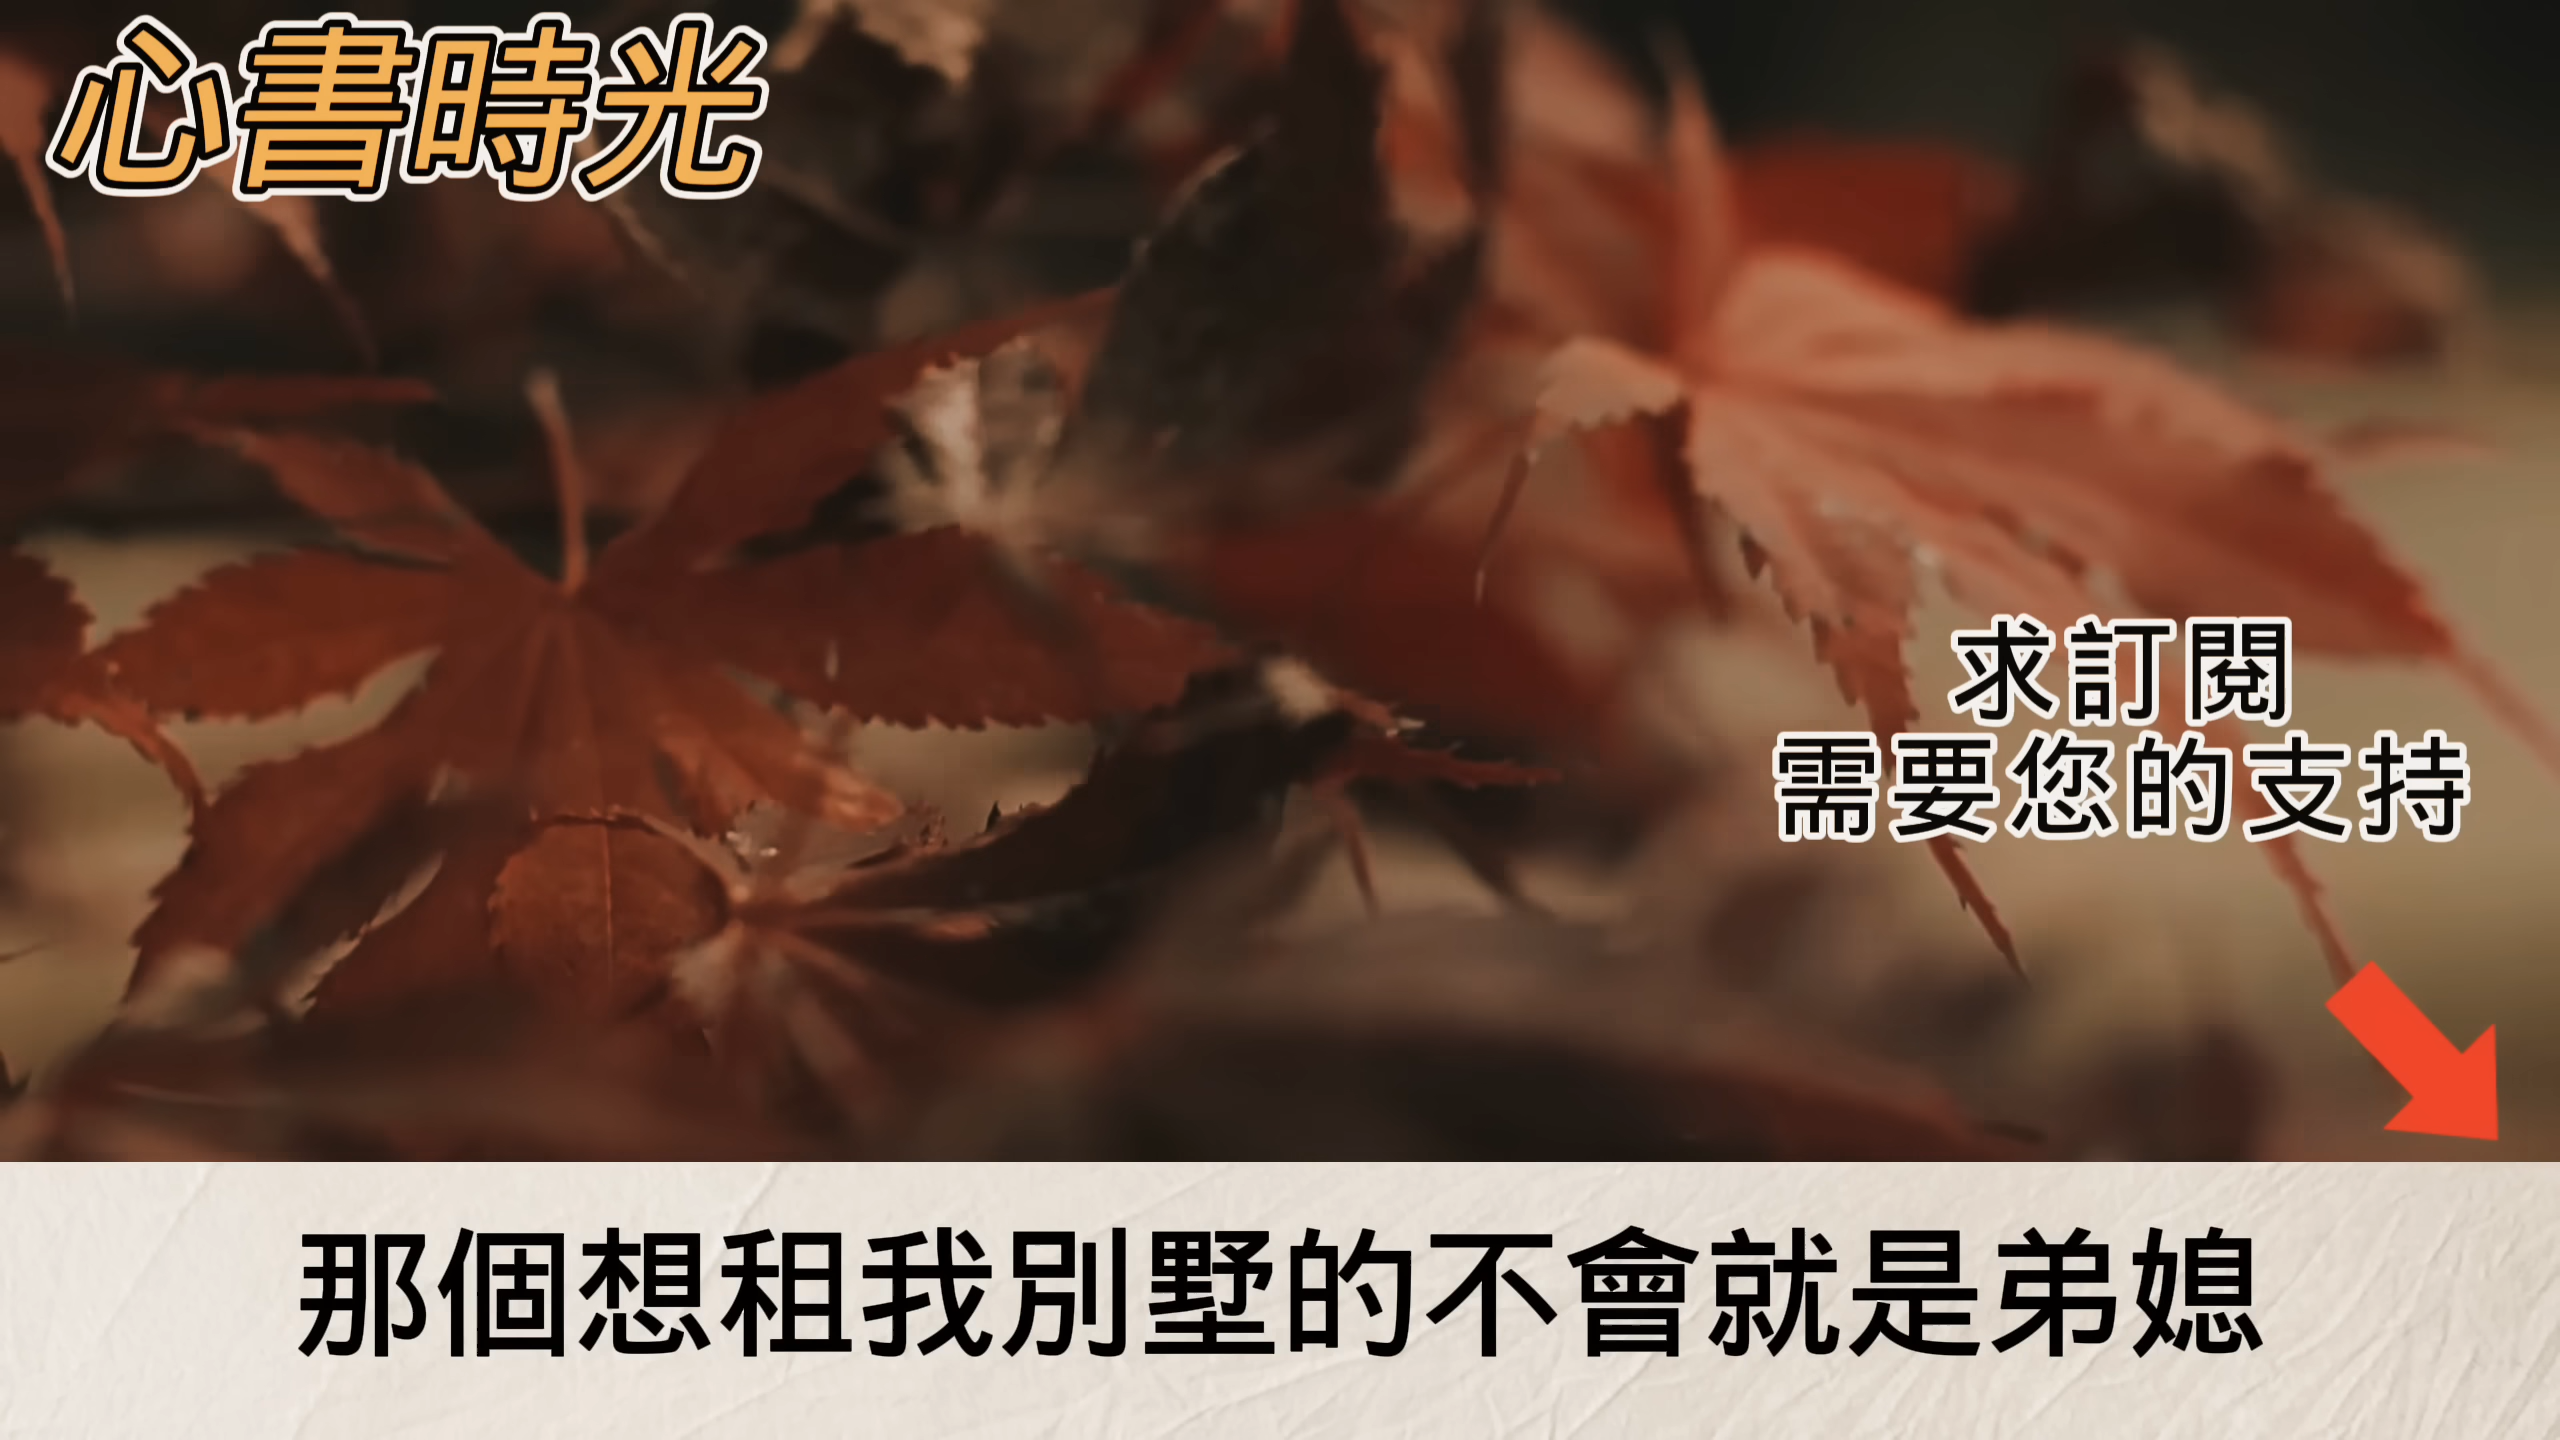 心書時光
求訂閱
需要您的支持
那個想租我別墅的不會就是弟媳